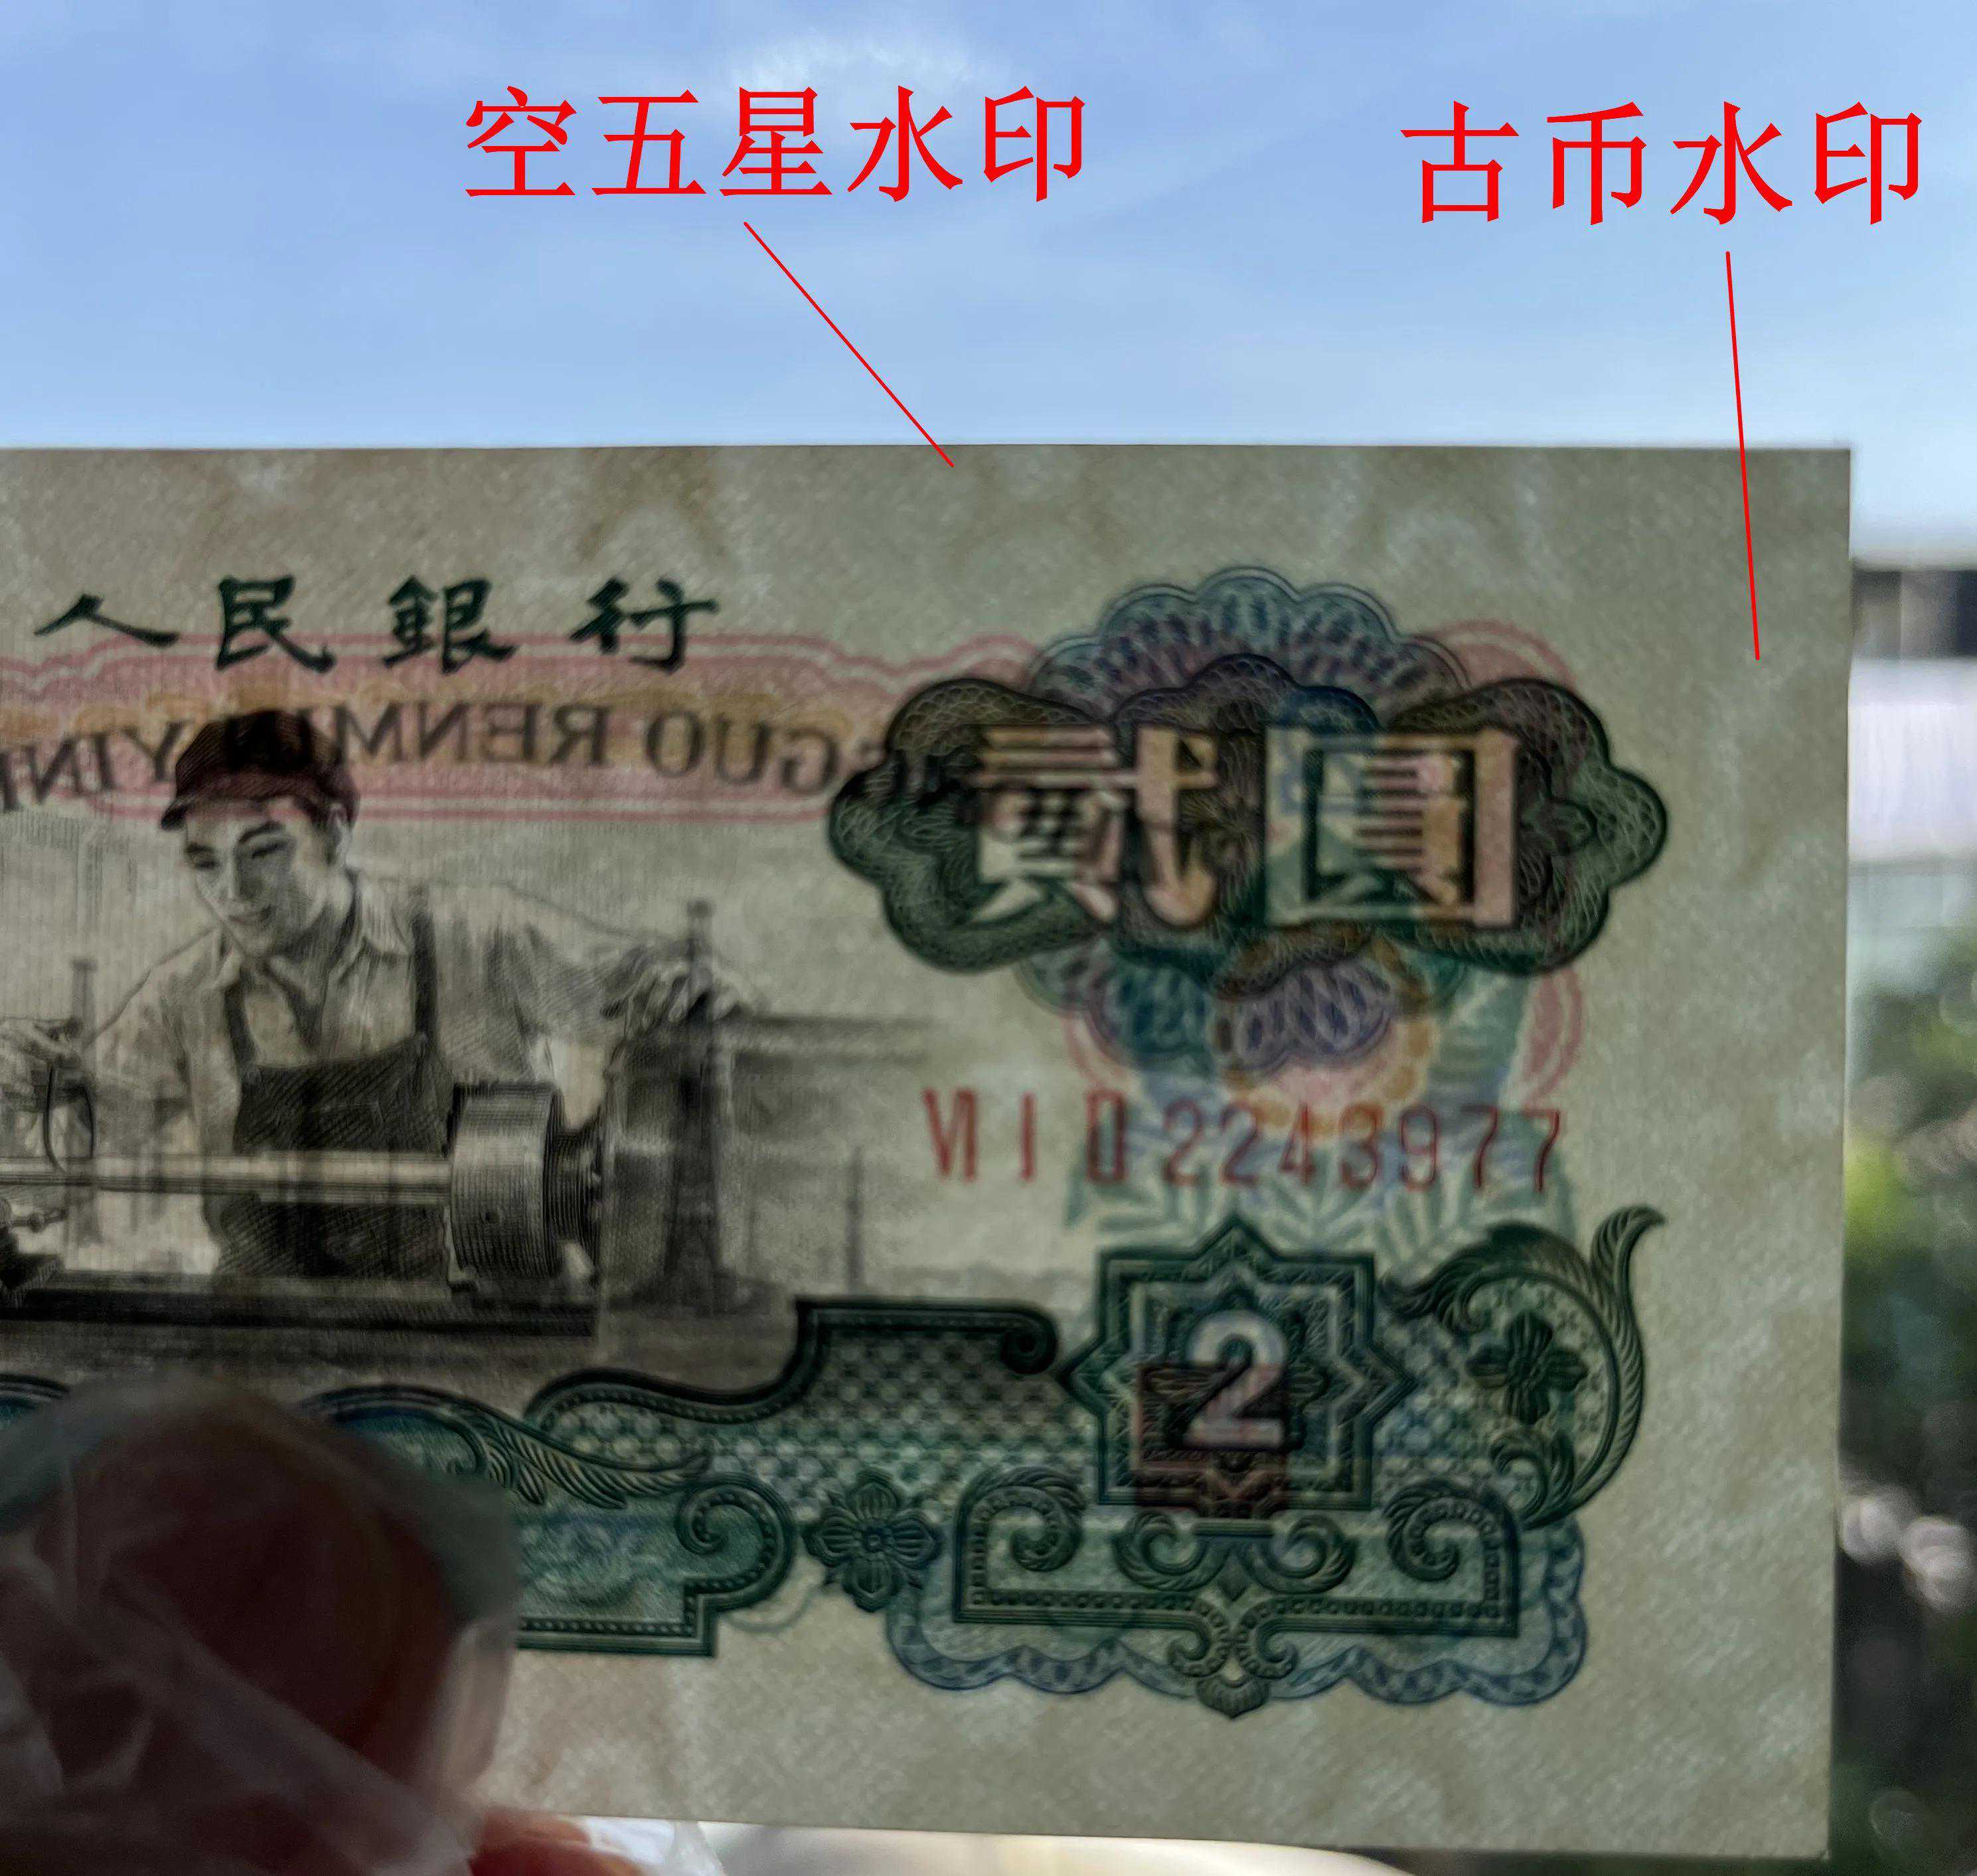 空五星水印
古币水印
人民銀行
GUO RENMIN YIN
貳圓
VI I II 2243977
2